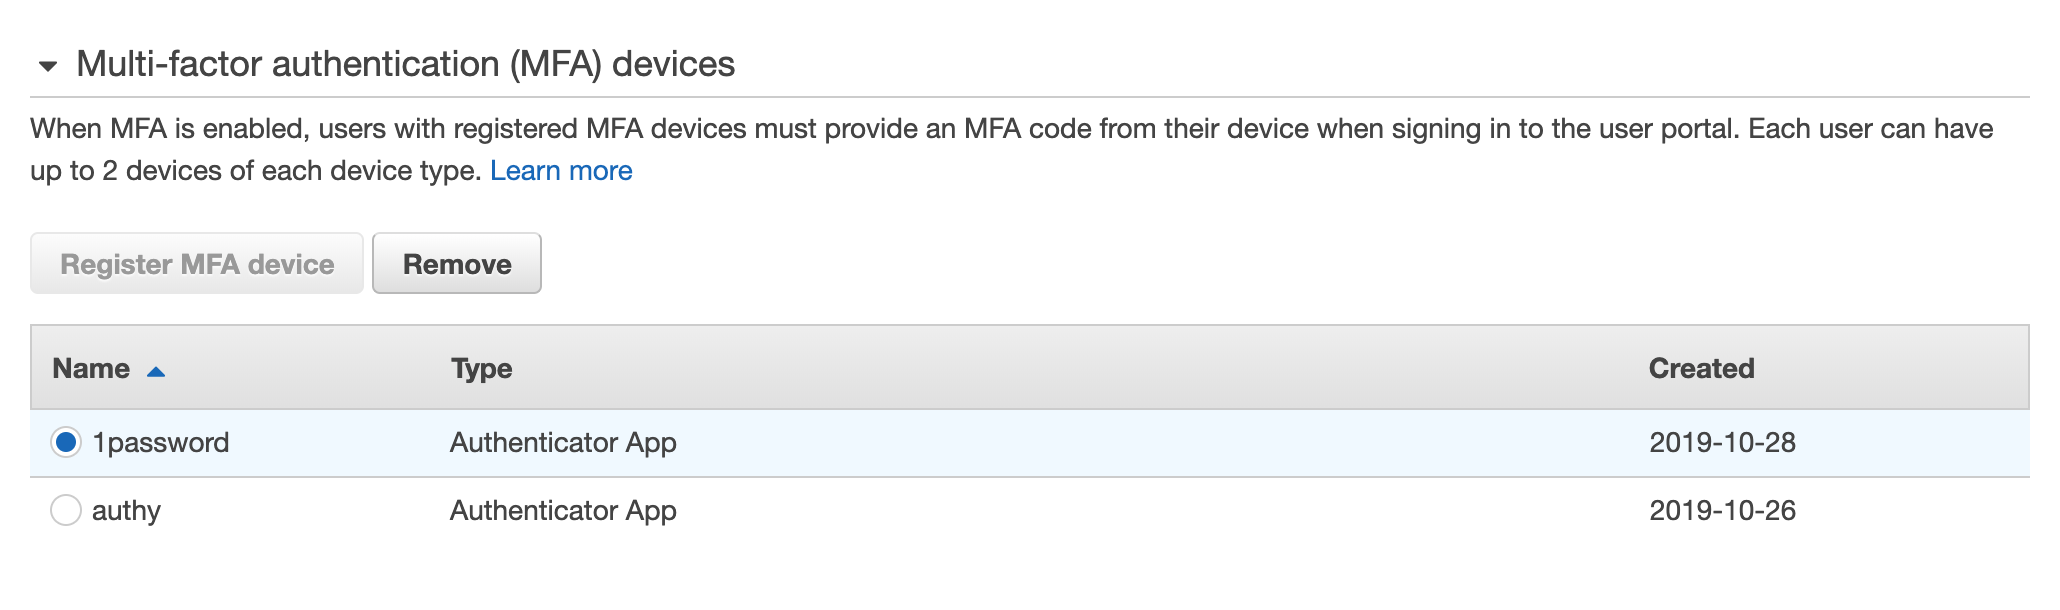 Multi-factor authentication (MFA) devices
When MFA is enabled, users with registered MFA devices must provide an MFA code from their device when signing in to the user portal. Each user can have
up to 2 devices of each device type. Learn more
Register MFA device Remove
Name Type Created
1password Authenticator App 2019-10-28
authy Authenticator App 2019-10-26